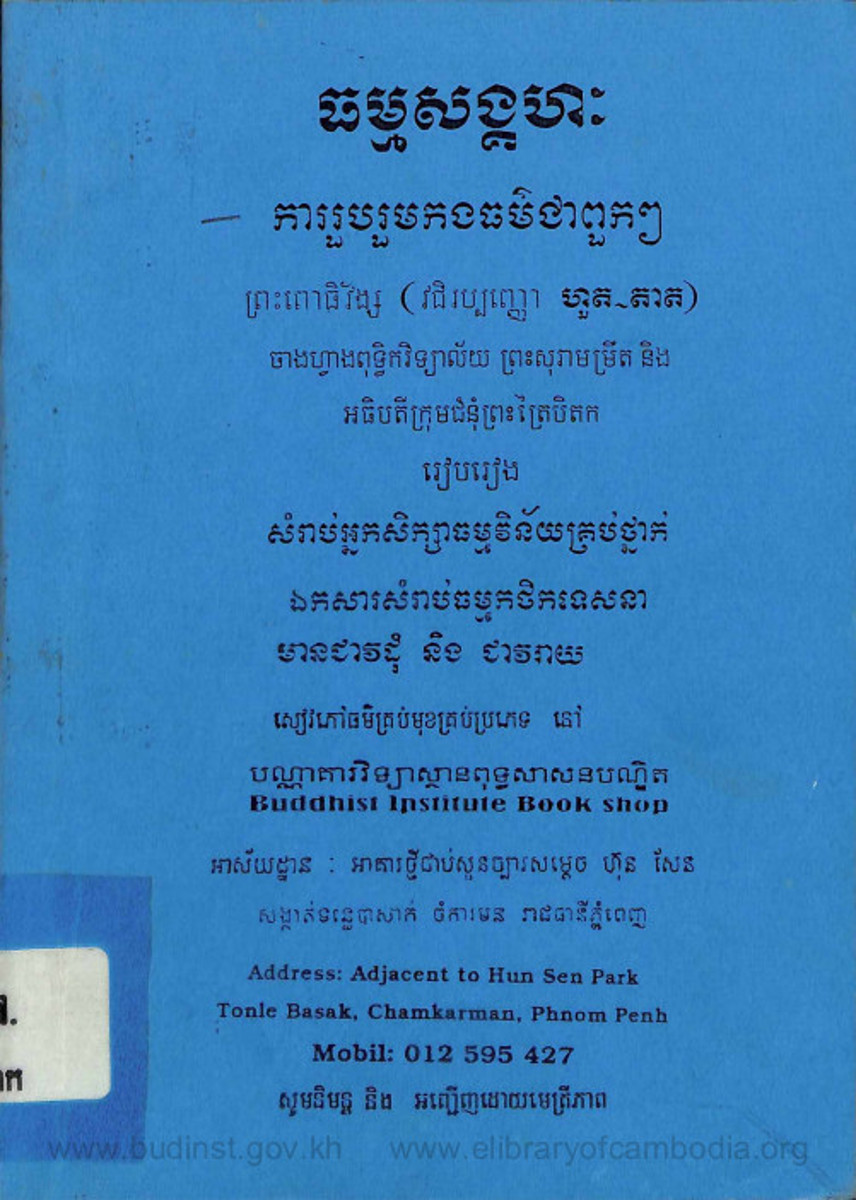 ធម្មសង្គហៈ
ការរួបរួមកងធម៌ជាពួកៗ
ព្រះពោធិវ័ង្ស (វជិរប្បញ្ញោ ហួត~តាត)
ចាងហ្វាងពុទ្ធិកវិទ្យាល័យ ព្រះសុរាមម្រឹត និង
អធិបតីក្រុមជំនុំព្រះត្រៃបិតក
រៀបរៀង
សំរាប់អ្នកសិក្សាធម្មវិន័យគ្រប់ថ្នាក់
ឯកសារសំរាប់ធម្មកថិកទេសនា
មានជាវដុំ និង ជាវរាយ
សៀវភៅធម៌គ្រប់មុខគ្រប់ប្រភេទ នៅ
បណ្ណាគារវិទ្យាស្ថានពុទ្ធសាសនបណ្ឌិត
Buddhist Institute Book shop
អាស័យដ្ឋាន : អាគារថ្មីជាប់សួនច្បារសម្ដេច ហ៊ុន សែន
សង្កាត់ទន្លេបាសាក់ ចំការមន រាជធានីភ្នំពេញ
Address: Adjacent to Hun Sen Park
Tonle Basak, Chamkarman, Phnom Penh
Mobil: 012 595 427
សូមនិមន្ត និង អញ្ជើញដោយមេត្រីភាព
www.budinst.gov.kh www.elibraryofcambodia.org